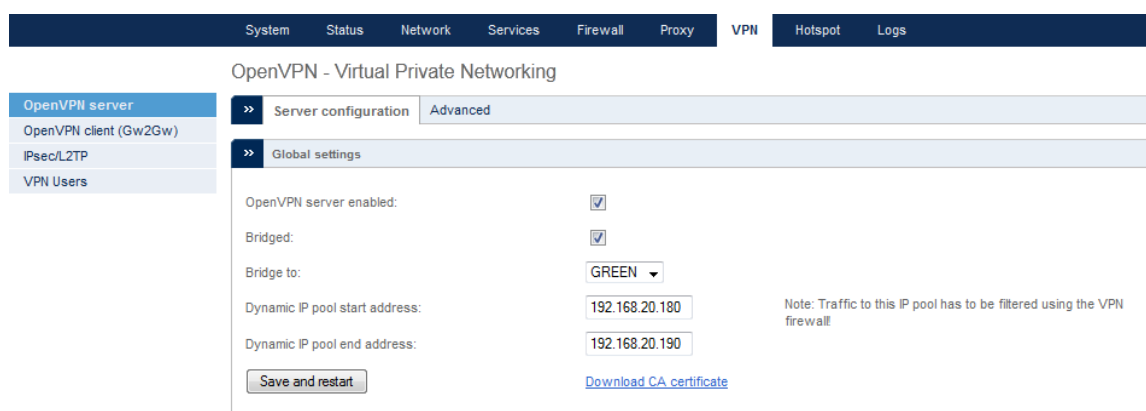 System Status Network Services Firewall Proxy VPN Hotspot Logs
OpenVPN - Virtual Private Networking
OpenVPN server
OpenVPN client (Gw2Gw)
IPsec/L2TP
VPN Users
» Server configuration Advanced
» Global settings
OpenVPN server enabled:
Bridged:
Bridge to: GREEN
Dynamic IP pool start address: 192.168.20.180 Note: Traffic to this IP pool has to be filtered using the VPN
firewall!
Dynamic IP pool end address: 192.168.20.190
Save and restart Download CA certificate